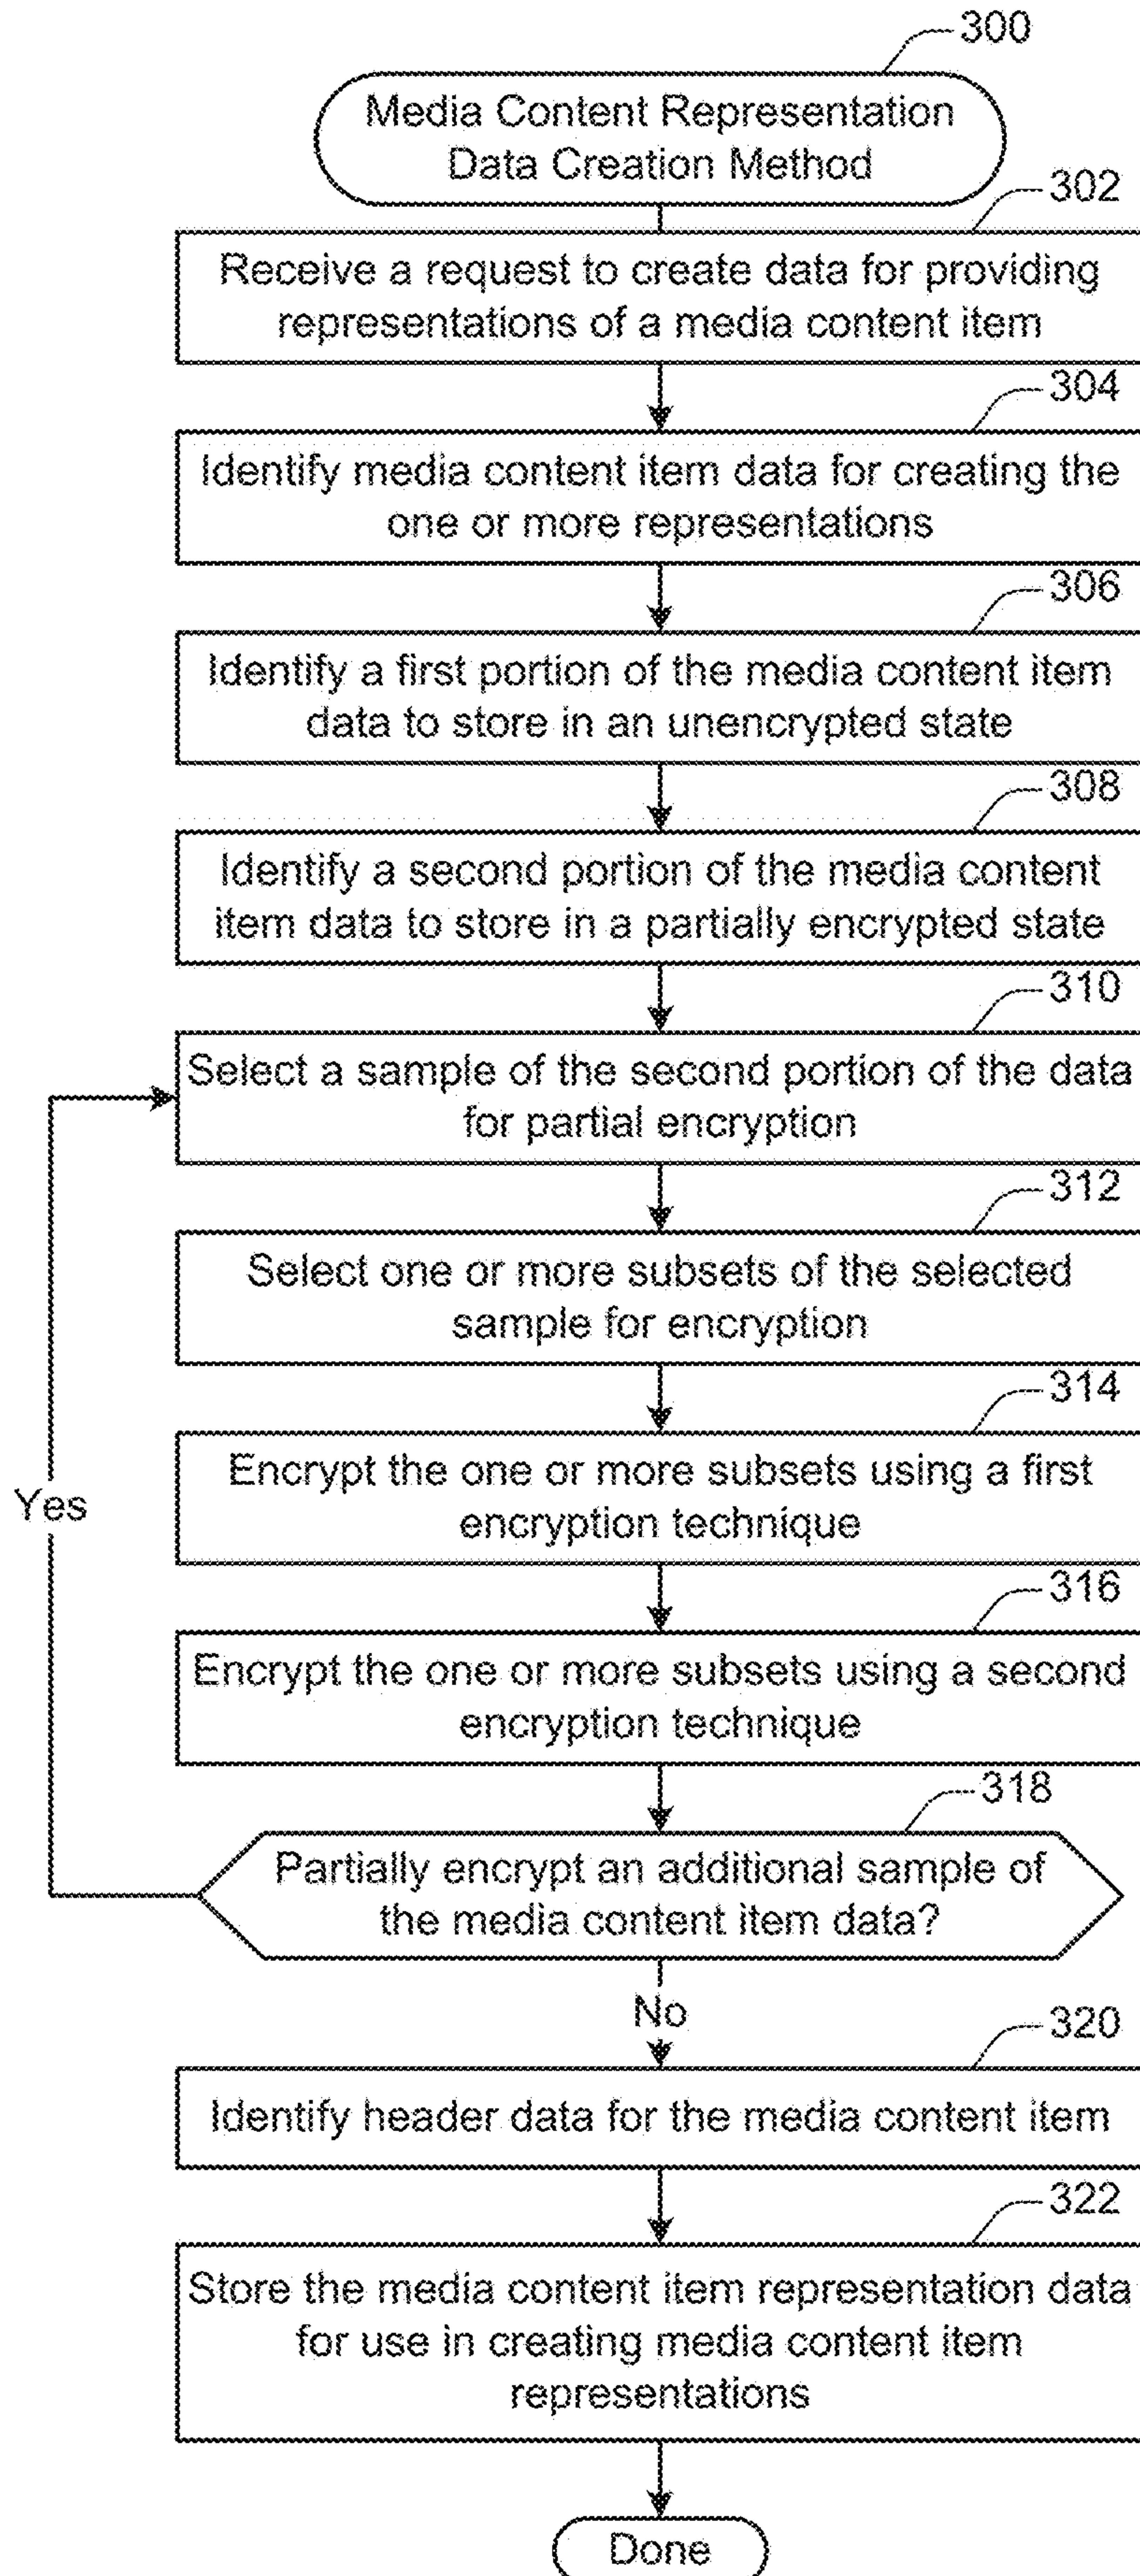 300
Media Content Representation
Data Creation Method
302
Receive a request to create data for providing
representations of a media content item
304
Identify media content item data for creating the
one or more representations
306
Identify a first portion of the media content item
data to store in an unencrypted state
308
Identify a second portion of the media content
item data to store in a partially encrypted state
310
Select a sample of the second portion of the data
for partial encryption
312
Select one or more subsets of the selected
sample for encryption
314
Encrypt the one or more subsets using a first
encryption technique
Yes
316
Encrypt the one or more subsets using a second
encryption technique
318
Partially encrypt an additional sample of
the media content item data?
No
320
Identify header data for the media content item
322
Store the media content item representation data
for use in creating media content item
representations
Done